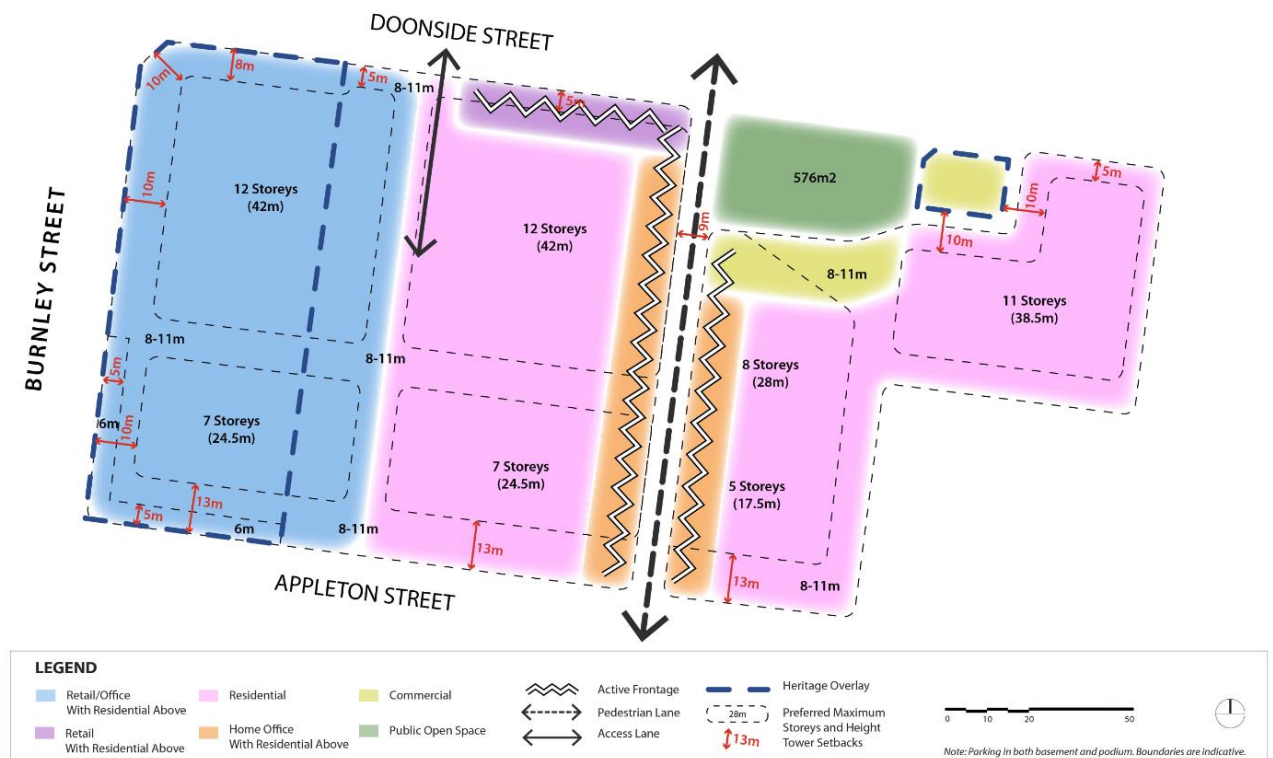 DOONSIDE STREET
BURNLEY STREET
APPLETON STREET
10m
8m
5m
8-11m
5m
12 Storeys
(42m)
10m
12 Storeys
(42m)
9m
576m2
5m
10m
10m
8-11m
11 Storeys
(38.5m)
8-11m
8-11m
5m
6m
10m
7 Storeys
(24.5m)
8 Storeys
(28m)
7 Storeys
(24.5m)
5 Storeys
(17.5m)
13m
5m
6m
8-11m
13m
13m
8-11m
LEGEND
Retail/Office
With Residential Above
Retail
With Residential Above
Residential
Home Office
With Residential Above
Commercial
Public Open Space
Active Frontage
Pedestrian Lane
Access Lane
Heritage Overlay
28m
Preferred Maximum
Storeys and Height
Tower Setbacks
13m
0 10 20 50
Note: Parking in both basement and podium. Boundaries are indicative.